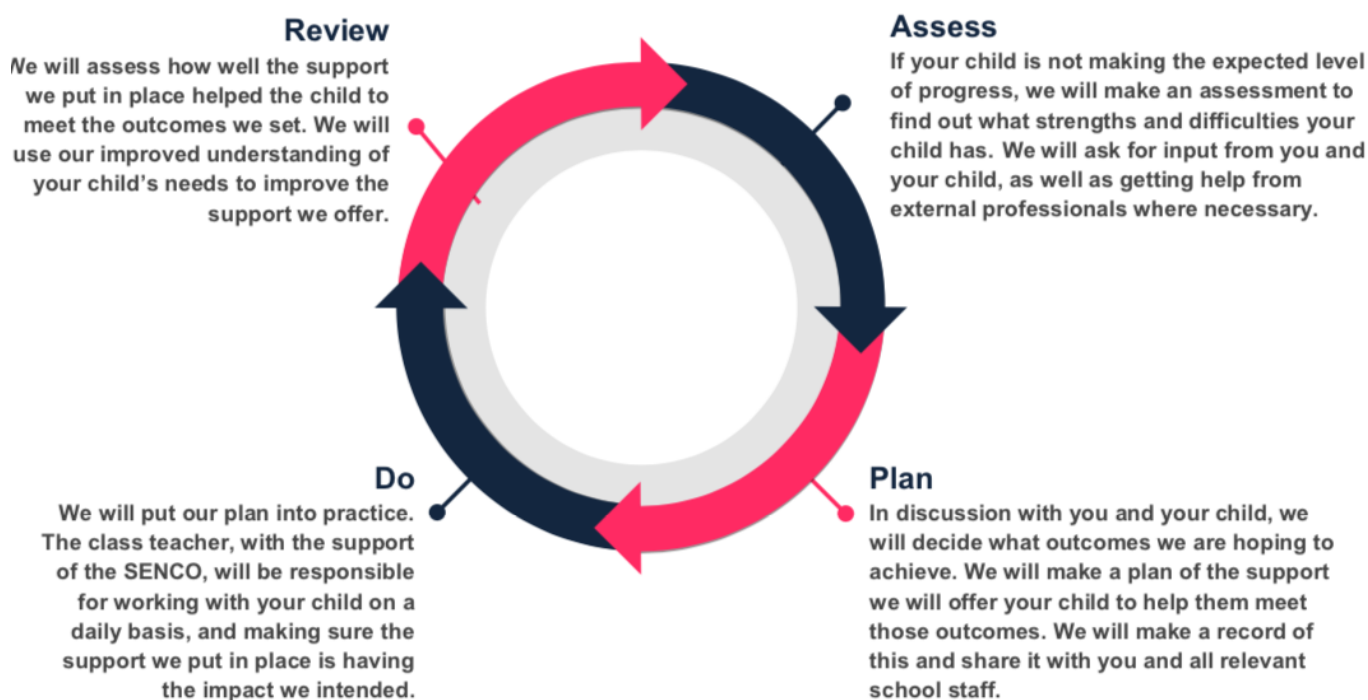 Review
We will assess how well the support
we put in place helped the child to
meet the outcomes we set. We will
use our improved understanding of
your child's needs to improve the
support we offer.
Assess
If your child is not making the expected level
of progress, we will make an assessment to
find out what strengths and difficulties your
child has. We will ask for input from you and
your child, as well as getting help from
external professionals where necessary.
Do
We will put our plan into practice.
The class teacher, with the support
of the SENCO, will be responsible
for working with your child on a
daily basis, and making sure the
support we put in place is having
the impact we intended.
Plan
In discussion with you and your child, we
will decide what outcomes we are hoping to
achieve. We will make a plan of the support
we will offer your child to help them meet
those outcomes. We will make a record of
this and share it with you and all relevant
school staff.